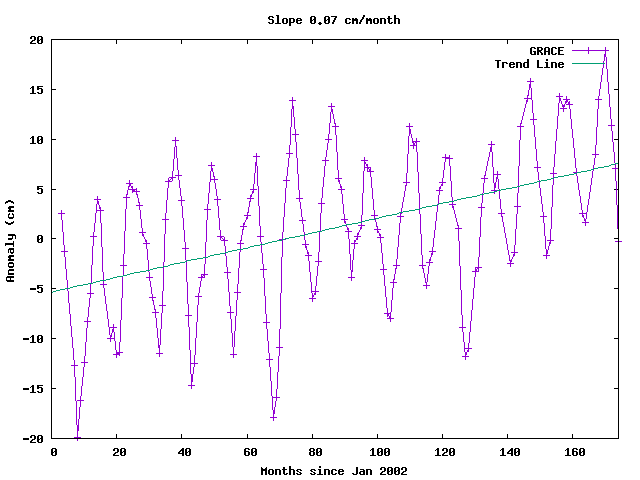 Slope 0.07 cm/month
GRACE
Trend Line
20
15
10
5
0
-5
-10
-15
-20
Anomaly (cm)
0 20 40 60 80 100 120 140 160
Months since Jan 2002